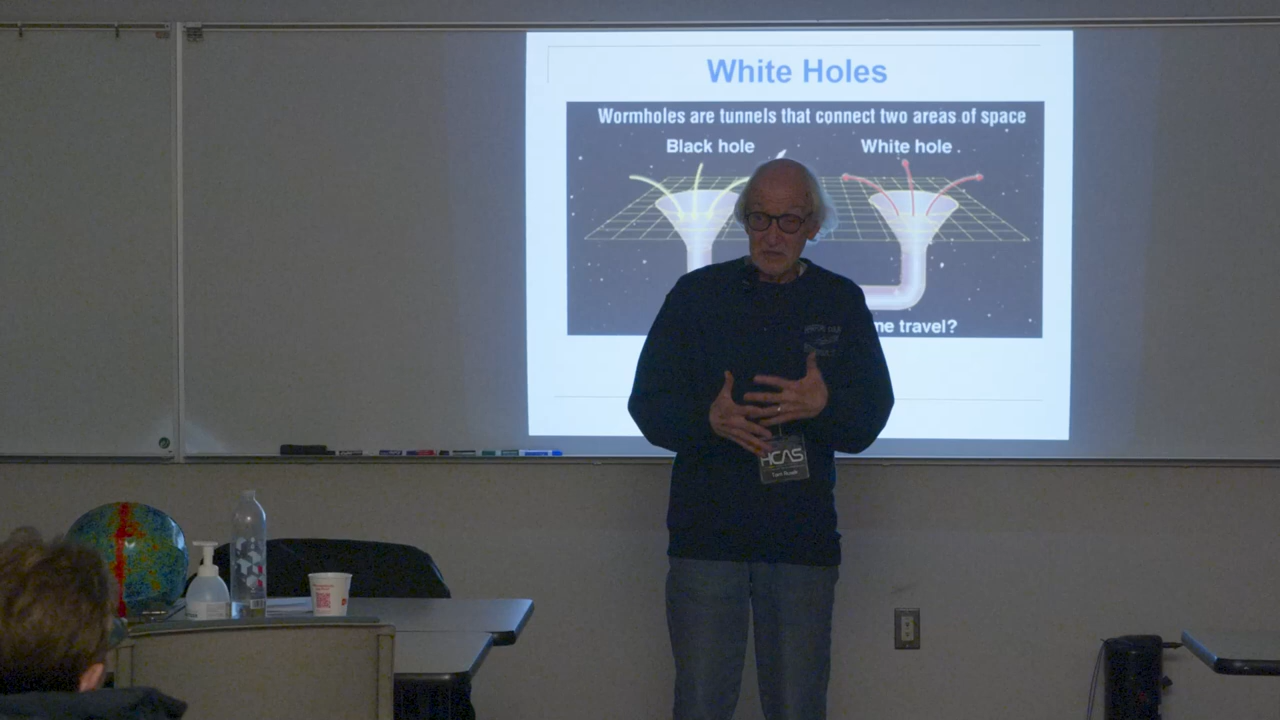 White Holes
Wormholes are tunnels that connect two areas of space
Black hole
White hole
me travel?
HCAS